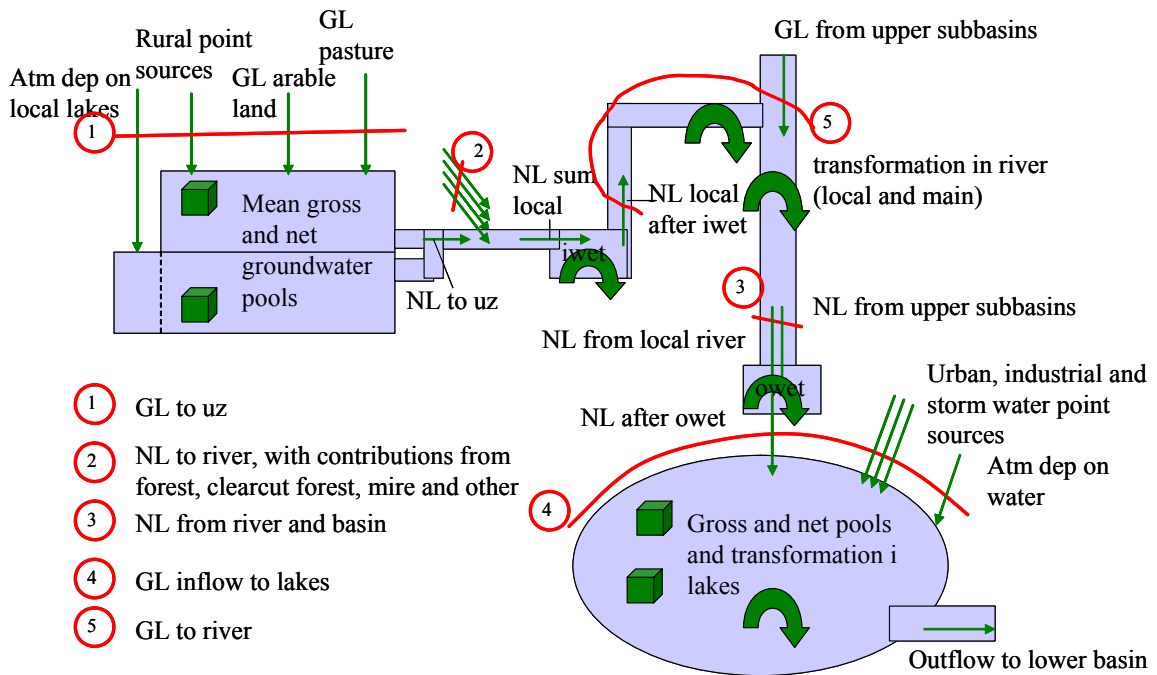 GL
pasture
Rural point
sources
Atm dep on
local lakes
GL arable
land
1
2
Mean gross
and net
groundwater
pools
NL to uz
NL sum
local
iwet
NL local
after iwet
GL from upper subbasins
5
transformation in river
(local and main)
3
NL from upper subbasins
NL from local river
owet
NL after owet
Urban, industrial and
storm water point
sources
Atm dep on
water
4
Gross and net pools
and transformation i
lakes
Outflow to lower basin
1 GL to uz
2 NL to river, with contributions from
forest, clearcut forest, mire and other
3 NL from river and basin
4 GL inflow to lakes
5 GL to river